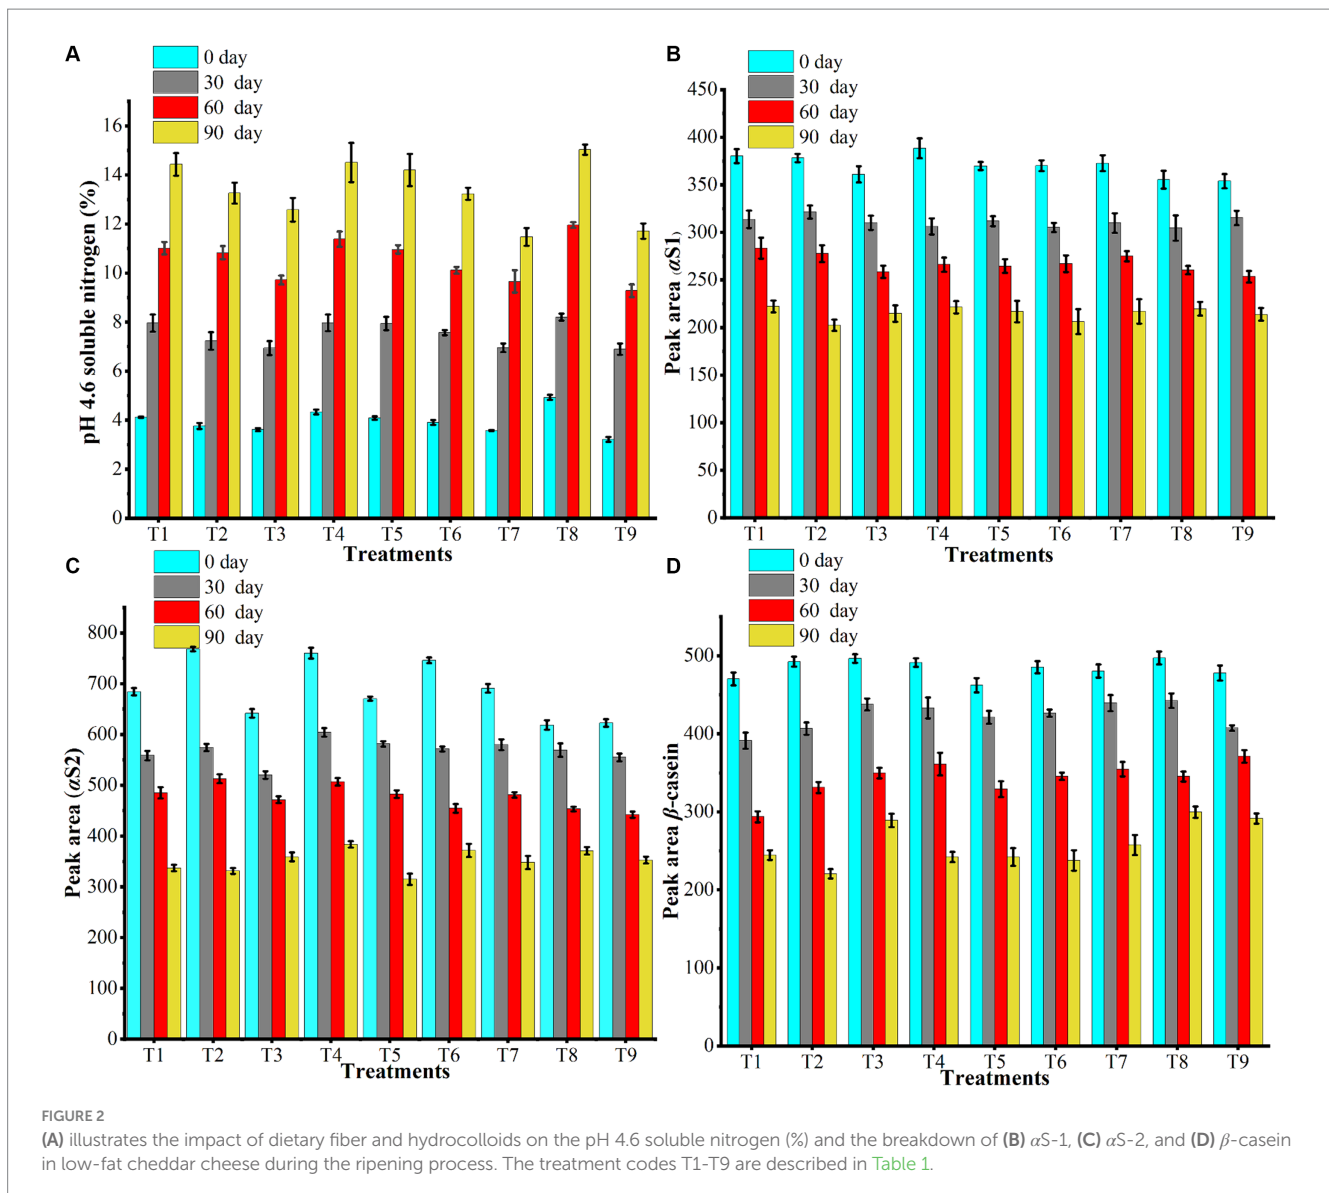 A
0 day
30 day
60 day
90 day
pH 4.6 soluble nitrogen (%)
16
14
12
10
8
6
4
2
0
T1 T2 T3 T4 T5 T6 T7 T8 T9
Treatments
B
0 day
30 day
60 day
90 day
Peak area (αS1)
450
400
350
300
250
200
150
100
50
0
T1 T2 T3 T4 T5 T6 T7 T8 T9
Treatments
C
0 day
30 day
60 day
90 day
Peak area (αS2)
800
700
600
500
400
300
200
100
0
T1 T2 T3 T4 T5 T6 T7 T8 T9
Treatments
D
0 day
30 day
60 day
90 day
Peak area β-casein
500
400
300
200
100
0
T1 T2 T3 T4 T5 T6 T7 T8 T9
Treatments
FIGURE 2
(A) illustrates the impact of dietary fiber and hydrocolloids on the pH 4.6 soluble nitrogen (%) and the breakdown of (B) αS-1, (C) αS-2, and (D) β-casein
in low-fat cheddar cheese during the ripening process. The treatment codes T1-T9 are described in Table 1.